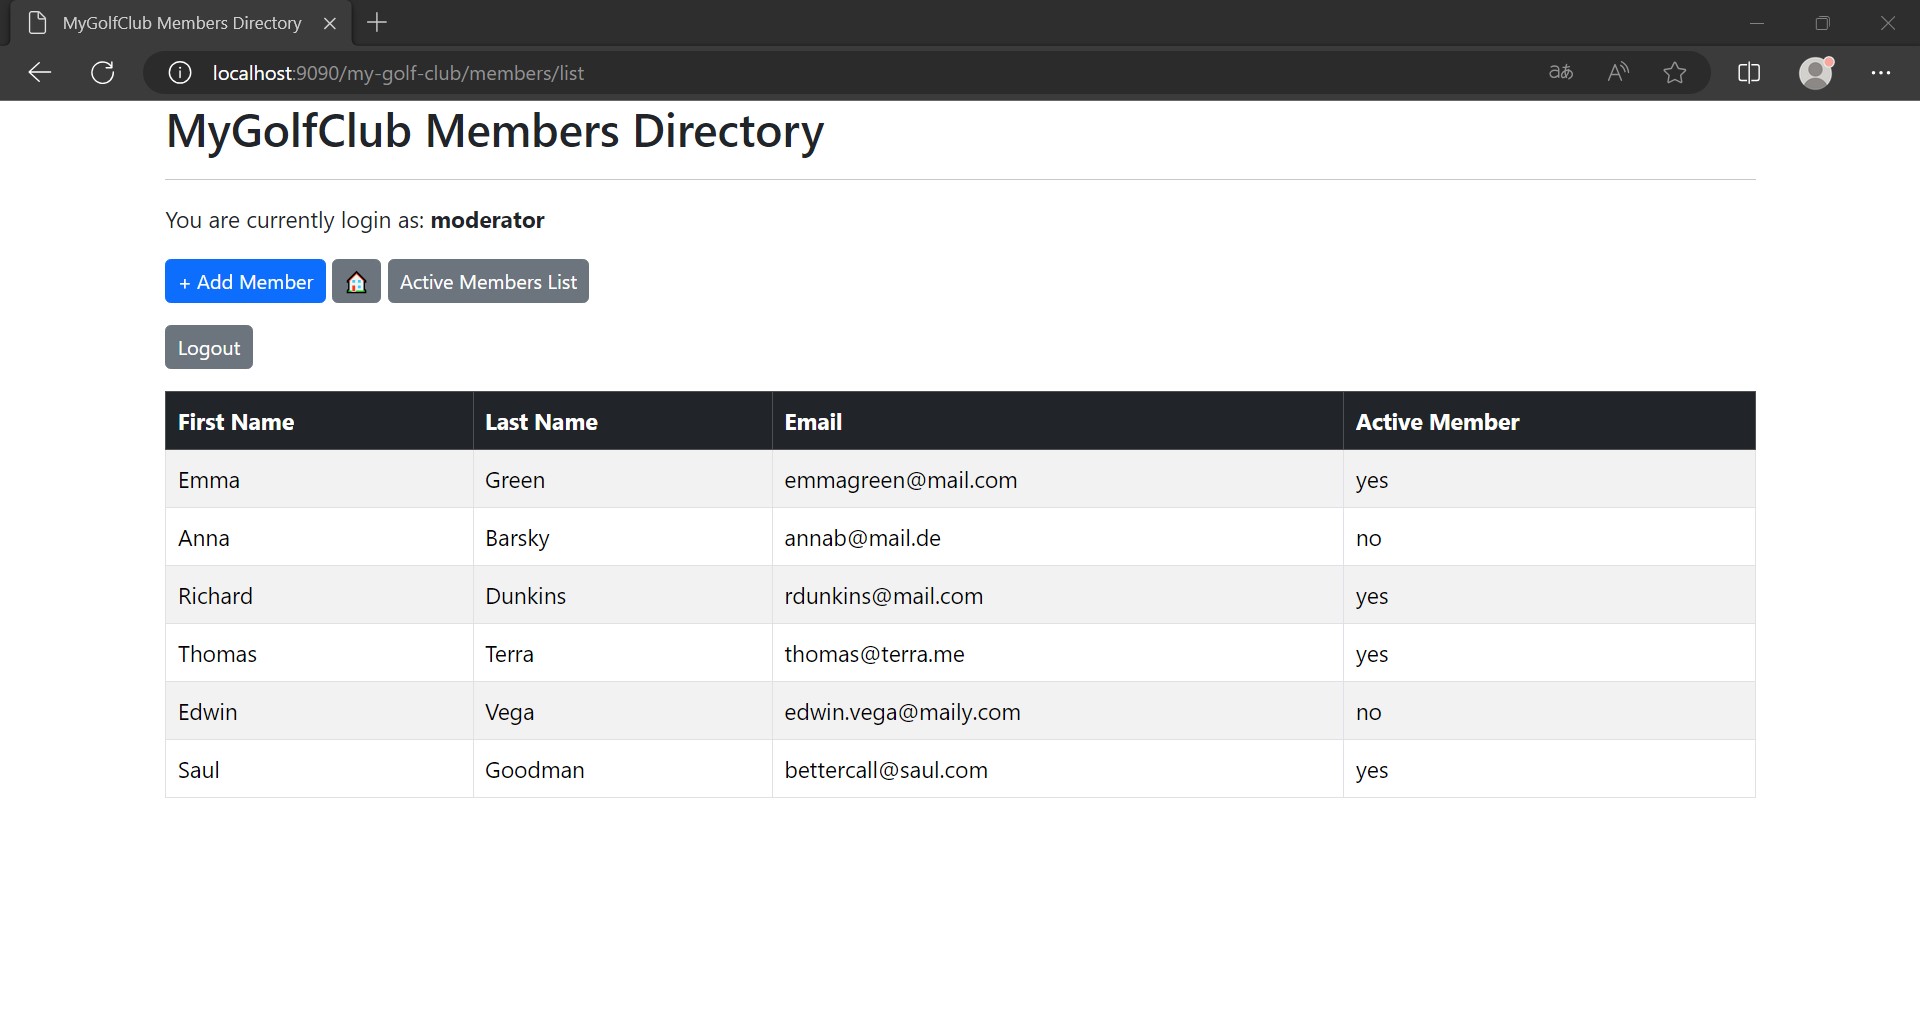 MyGolfClub Members Directory
localhost:9090/my-golf-club/members/list
aあ
MyGolfClub Members Directory
You are currently login as: moderator
+ Add Member Active Members List
Logout
First Name Last Name Email Active Member
Emma Green emmagreen@mail.com yes
Anna Barsky annab@mail.de no
Richard Dunkins rdunkins@mail.com yes
Thomas Terra thomas@terra.me yes
Edwin Vega edwin.vega@maily.com no
Saul Goodman bettercall@saul.com yes